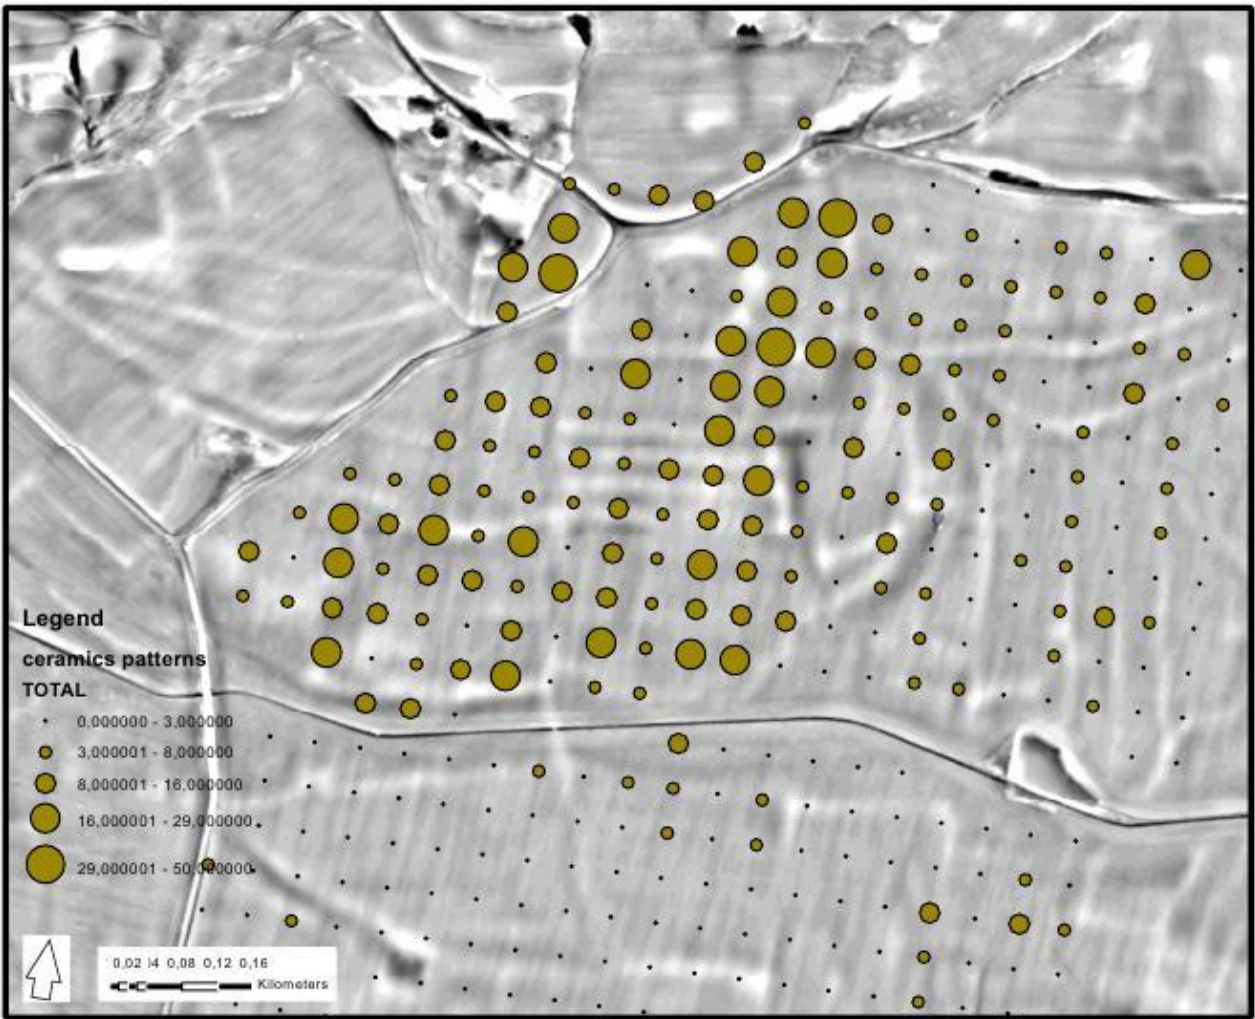 Legend
ceramics patterns
TOTAL
0,000000 - 3,000000
3,000001 - 8,000000
8,000001 - 16,000000
16,000001 - 29,000000
29,000001 - 50,000000
0,02 0,08 0,12 0,16
Kilometers